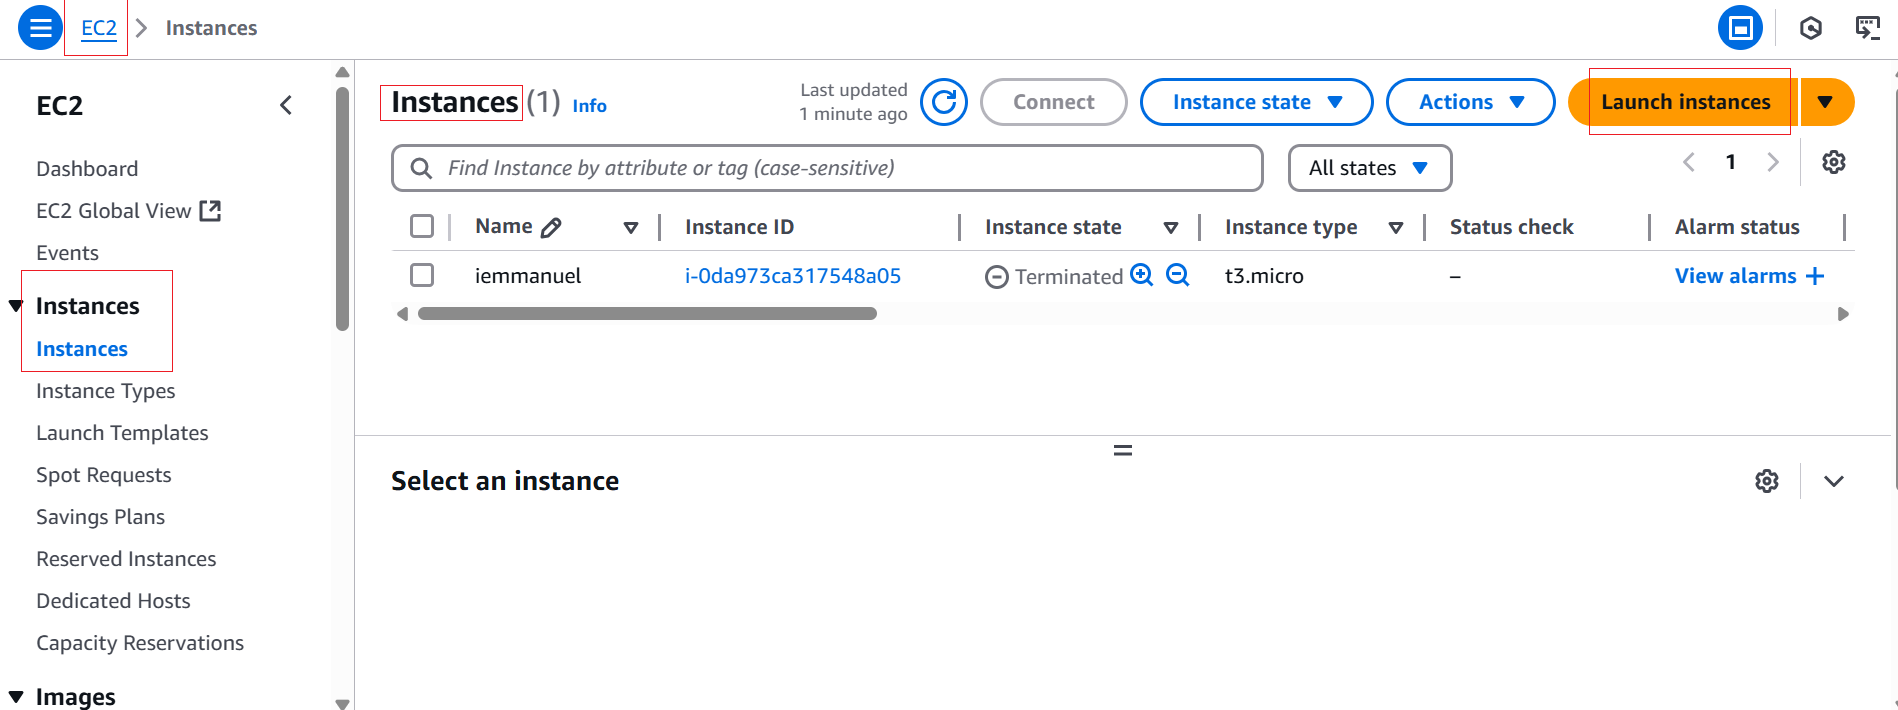 EC2 > Instances
EC2
Dashboard
EC2 Global View
Events
Instances
Instances
Instance Types
Launch Templates
Spot Requests
Savings Plans
Reserved Instances
Dedicated Hosts
Capacity Reservations
Images
Instances (1) Info
Last updated
1 minute ago
Connect
Instance state
Actions
Launch instances
Find Instance by attribute or tag (case-sensitive)
All states
1
Name Instance ID Instance state Instance type Status check Alarm status
iemmanuel i-0da973ca317548a05 Terminated t3.micro – View alarms +
Select an instance